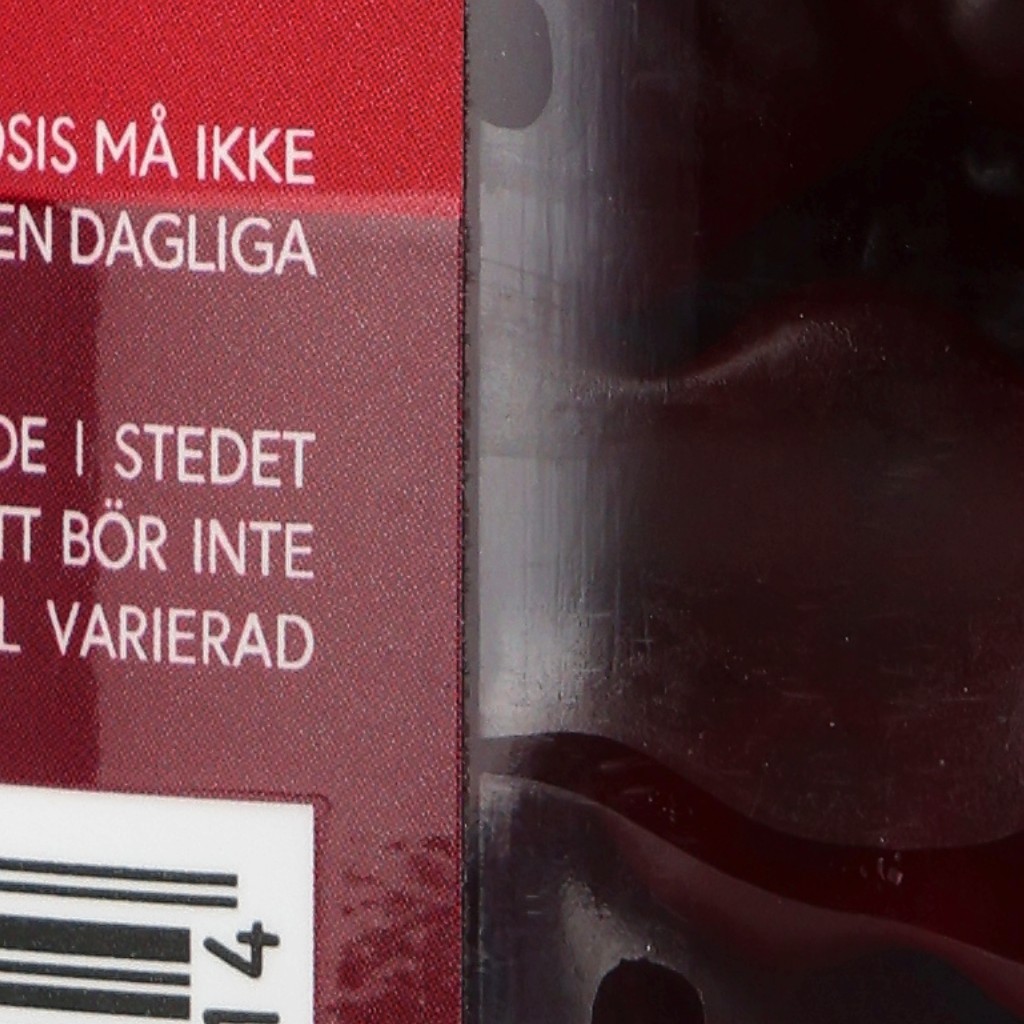 OSIS MÅ IKKE
EN DAGLIGA
DE I STEDET
TT BÖR INTE
L VARIERAD
4